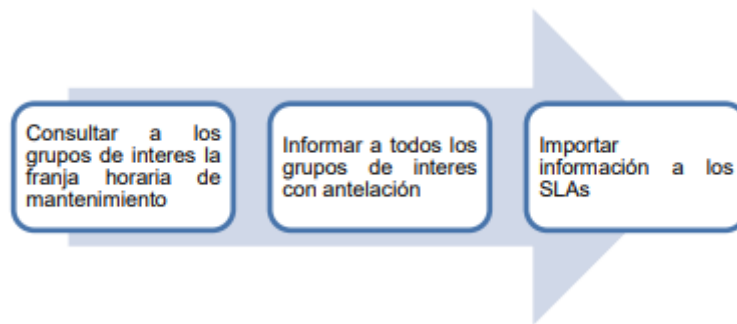 Consultar a los
grupos de interes la
franja horaria de
mantenimiento
Informar a todos los
grupos de interes
con antelación
Importar
información a los
SLAs